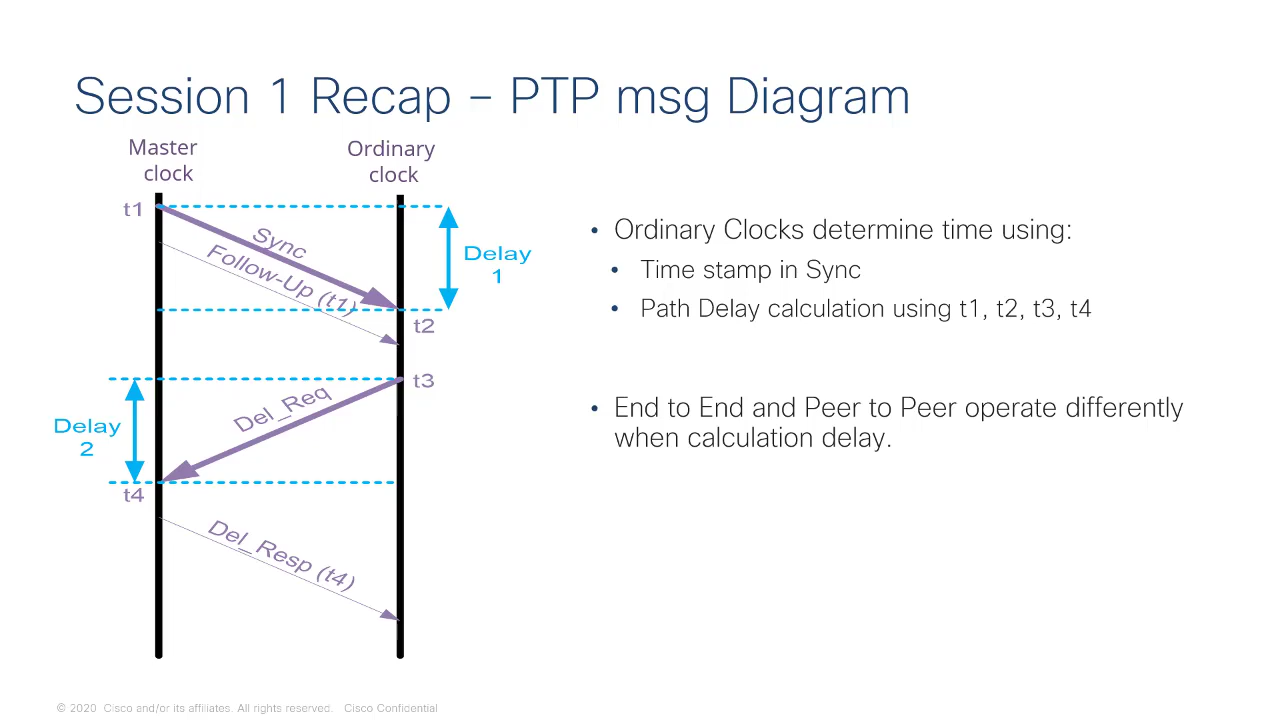 Session 1 Recap – PTP msg Diagram
Master
clock
Ordinary
clock
t1
Sync
Follow-Up (t1)
Delay
1
t2
t3
Del_Req
Delay
2
t4
Del_Resp (t4)
• Ordinary Clocks determine time using:
• Time stamp in Sync
• Path Delay calculation using t1, t2, t3, t4
• End to End and Peer to Peer operate differently
when calculation delay.
© 2020 Cisco and/or its affiliates. All rights reserved. Cisco Confidential